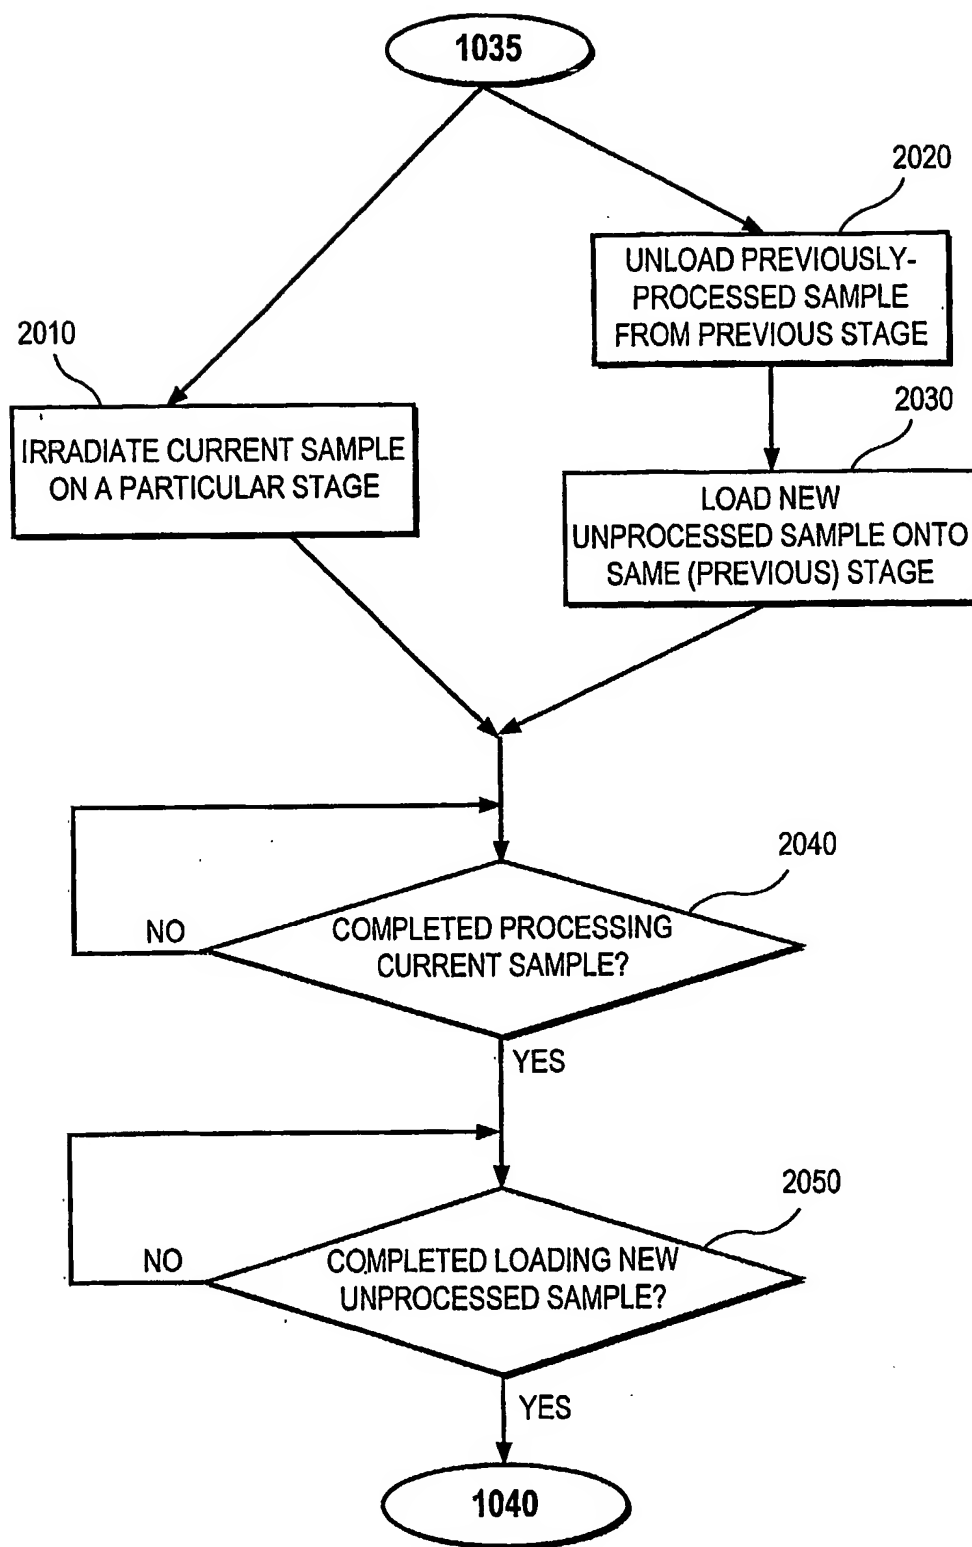 1035
2020
UNLOAD PREVIOUSLY-
PROCESSED SAMPLE
FROM PREVIOUS STAGE
2010
IRRADIATE CURRENT SAMPLE
ON A PARTICULAR STAGE
2030
LOAD NEW
UNPROCESSED SAMPLE ONTO
SAME (PREVIOUS) STAGE
2040
COMPLETED PROCESSING
CURRENT SAMPLE?
NO
YES
2050
COMPLETED LOADING NEW
UNPROCESSED SAMPLE?
NO
YES
1040